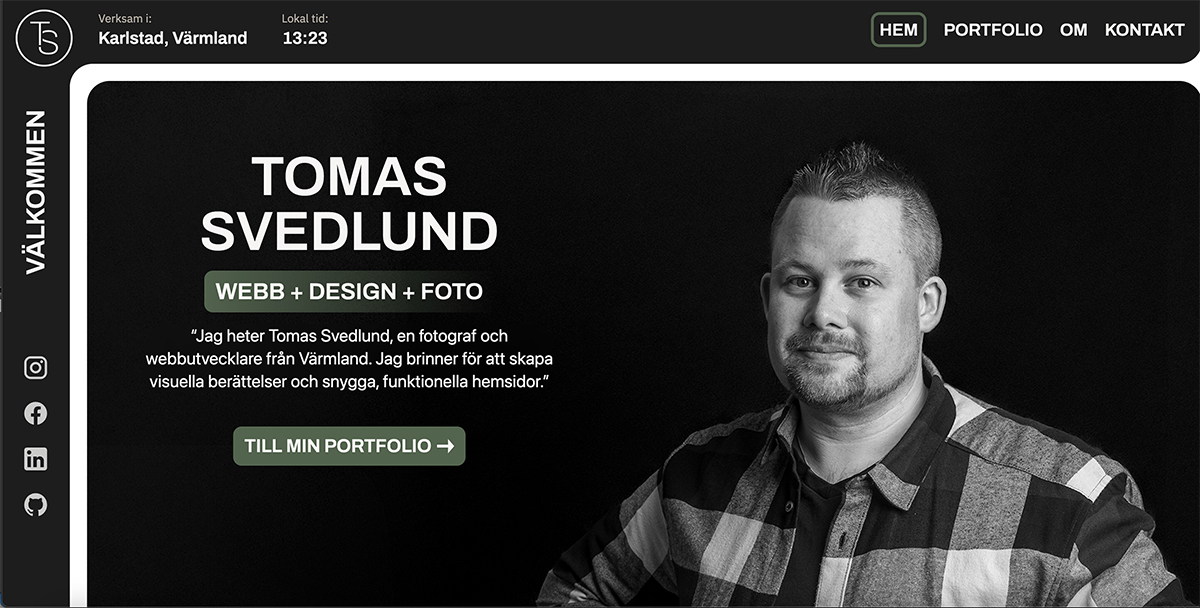 TS
Verksam i:
Karlstad, Värmland
Lokal tid:
13:23
HEM
PORTFOLIO
OM
KONTAKT
VÄLKOMMEN
TOMAS
SVEDLUND
WEBB + DESIGN + FOTO
“Jag heter Tomas Svedlund, en fotograf och
webbutvecklare från Värmland. Jag brinner för att skapa
visuella berättelser och snygga, funktionella hemsidor.”
TILL MIN PORTFOLIO →
in